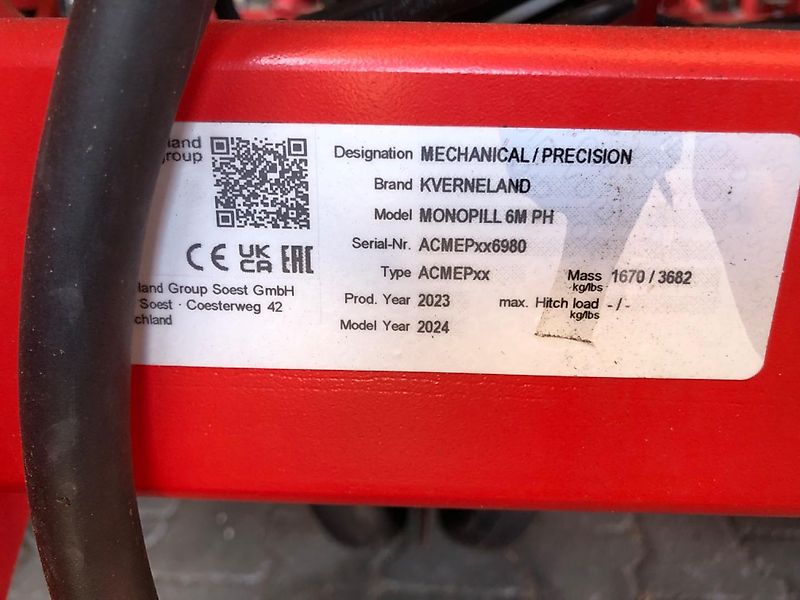 land
group
Designation MECHANICAL/PRECISION
Brand KVERNELAND
Model MONOPILL 6M PH
Serial-Nr. ACMEPxx6980
Type ACMEPxx
Mass kg/lbs 1670 / 3682
Prod. Year 2023
max. Hitch load kg/lbs - / -
Model Year 2024
CE UK CA EAC
land Group Soest GmbH
Soest · Coesterweg 42
chland